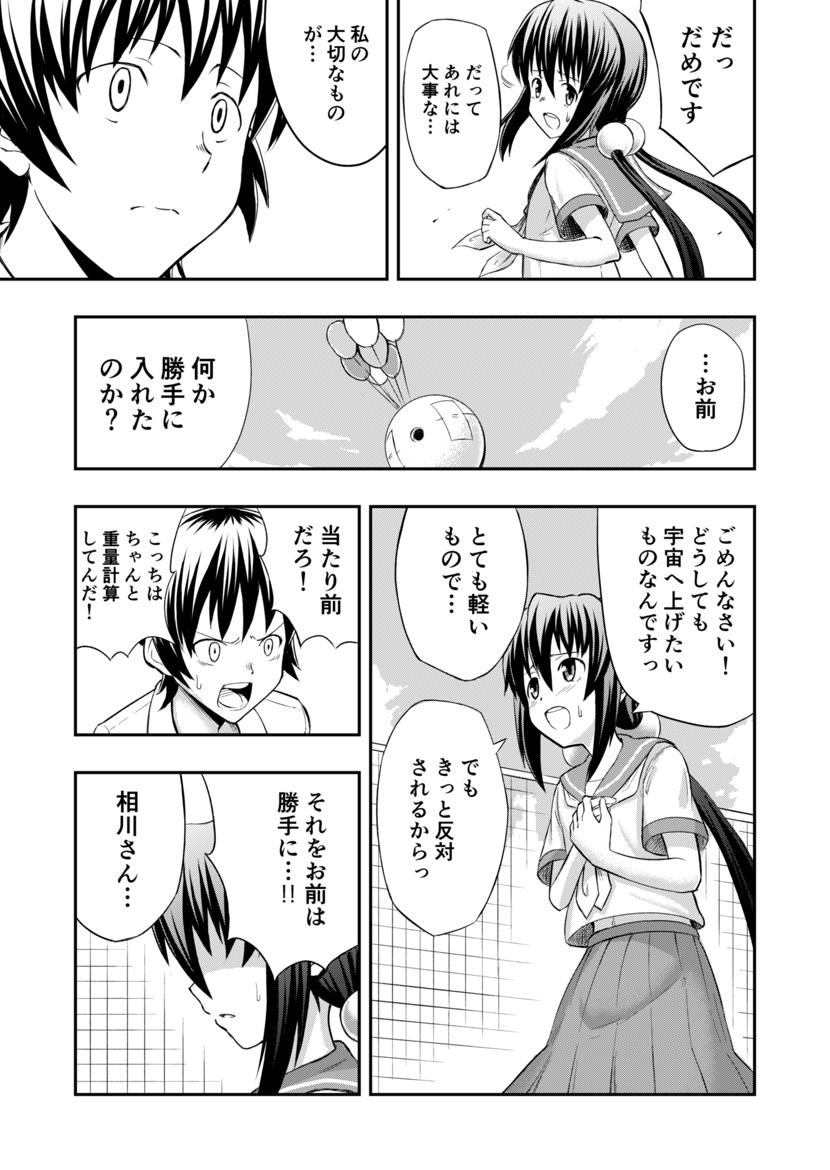 だっ
だめです
だって
あれには
大事な…
私の
大切なもの
が…
…お前
何か
勝手に
入れた
のか?
ごめんなさい!
どうしても
宇宙へ上げたい
ものなんですっ
とても軽い
もので…
でも
きっと反対
されるからっ
当たり前
だろ!
こっちは
ちゃんと
重量計算
してんだ!
それをお前は
勝手に…!!
相川さん…